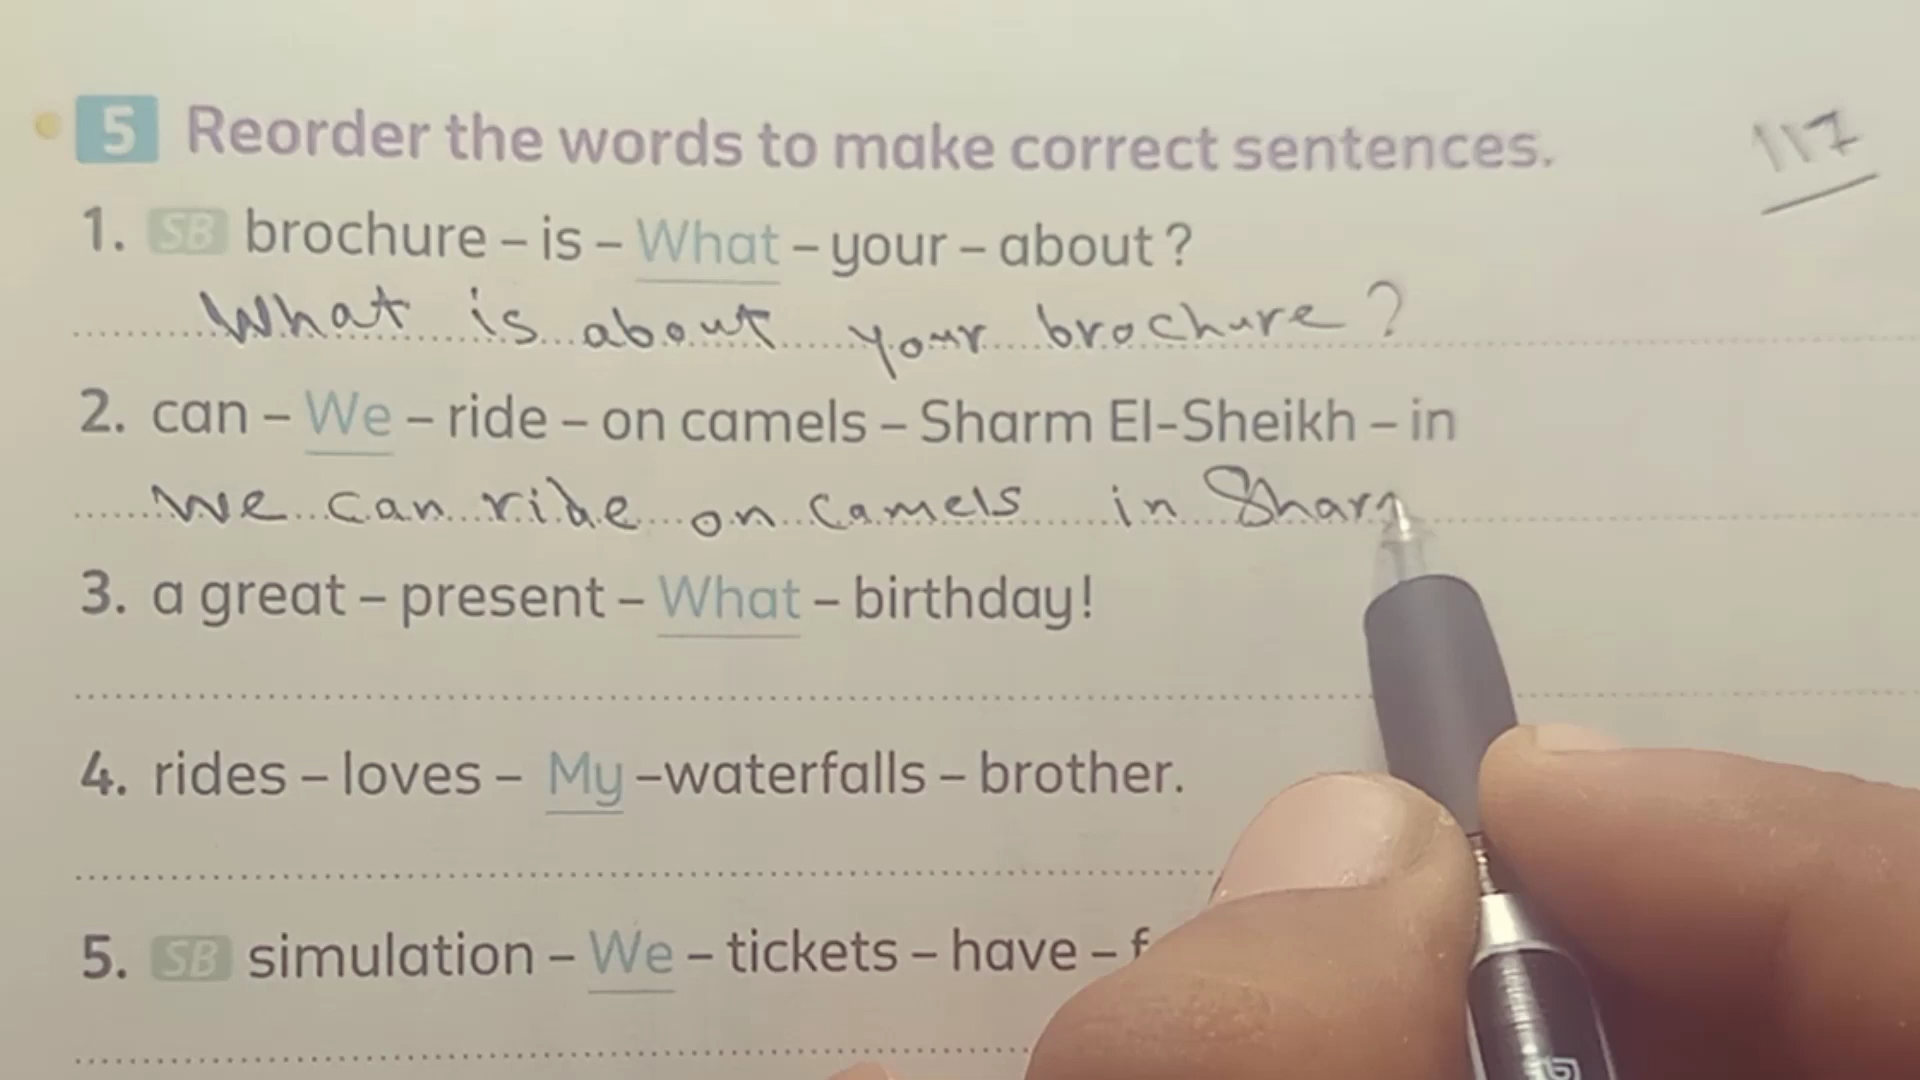 5 Reorder the words to make correct sentences.
117
1. SB brochure – is – What – your – about ?
What is about your brochure ?
2. can – We – ride – on camels – Sharm El-Sheikh – in
We can ride on camels in Sharm
3. a great – present – What – birthday!
4. rides – loves – My –waterfalls – brother.
5. SB simulation – We – tickets – have –